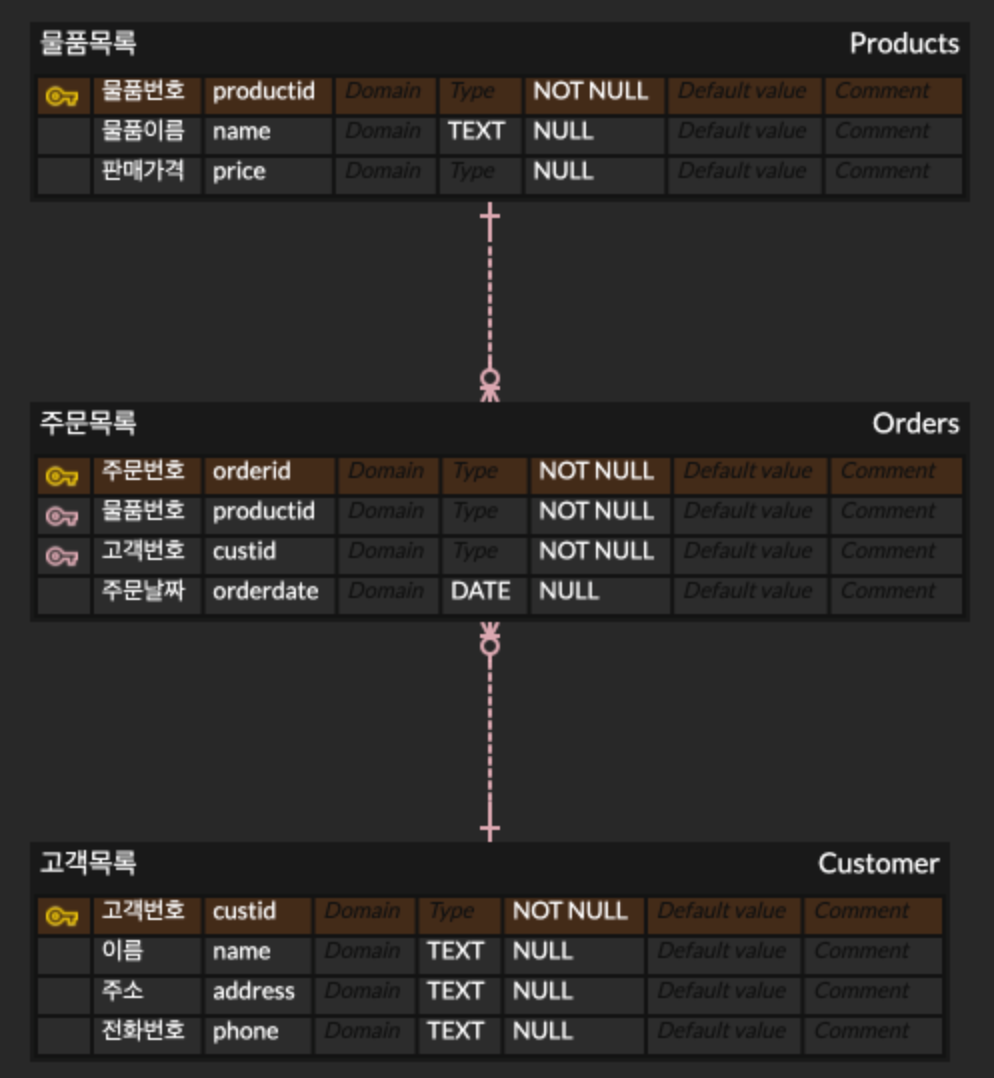 물품목록 Products
물품번호 productid Domain Type NOT NULL Default value Comment
물품이름 name Domain TEXT NULL Default value Comment
판매가격 price Domain Type NULL Default value Comment
주문목록 Orders
주문번호 orderid Domain Type NOT NULL Default value Comment
물품번호 productid Domain Type NOT NULL Default value Comment
고객번호 custid Domain Type NOT NULL Default value Comment
주문날짜 orderdate Domain DATE NULL Default value Comment
고객목록 Customer
고객번호 custid Domain Type NOT NULL Default value Comment
이름 name Domain TEXT NULL Default value Comment
주소 address Domain TEXT NULL Default value Comment
전화번호 phone Domain TEXT NULL Default value Comment